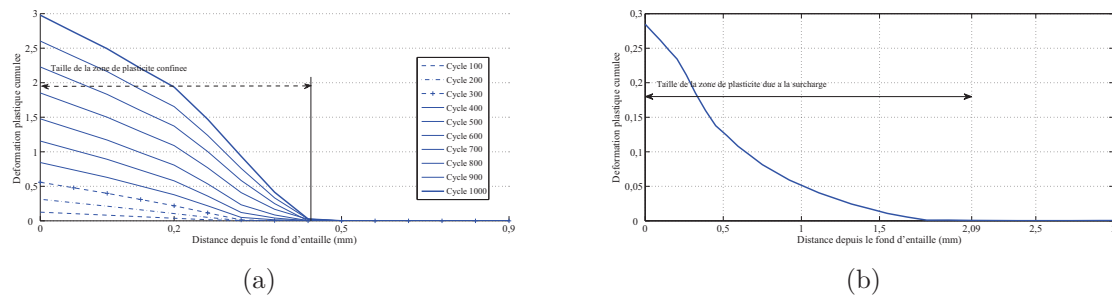 3
2,5
2
1,5
1
0,5
0
Deformation plastique cumulee
Taille de la zone de plasticite confinee
Cycle 100
Cycle 200
Cycle 300
Cycle 400
Cycle 500
Cycle 600
Cycle 700
Cycle 800
Cycle 900
Cycle 1000
0 0,2 0,5 0,9
Distance depuis le fond d'entaille (mm)
(a)
0,3
0,25
0,2
0,15
0,1
0,05
0
Deformation plastique cumulee
Taille de la zone de plasticite due a la surcharge
0 0,5 1 1,5 2,09 2,5
Distance depuis le fond d'entaille (mm)
(b)